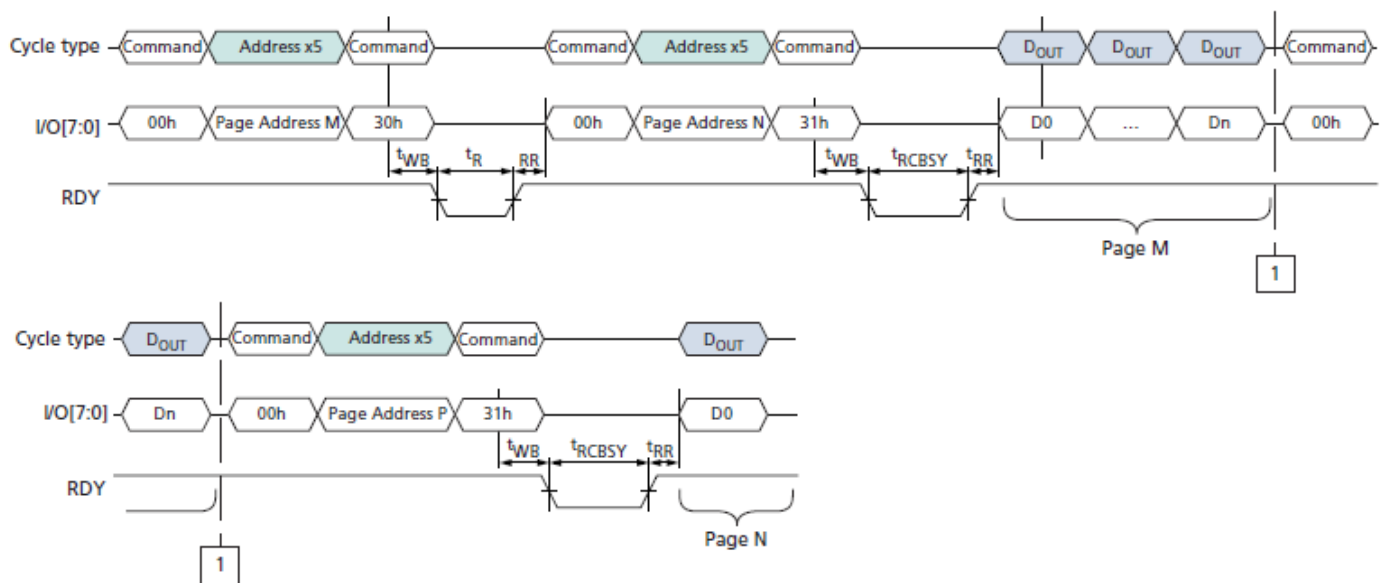 Cycle type Command Address x5 Command Command Address x5 Command DOUT DOUT DOUT Command
I/O[7:0] 00h Page Address M 30h 00h Page Address N 31h D0 ... Dn 00h
tWB tR RR tWB tRCBSY tRR
RDY
Page M
1
Cycle type DOUT Command Address x5 Command DOUT
I/O[7:0] Dn 00h Page Address P 31h D0
tWB tRCBSY tRR
RDY
Page N
1